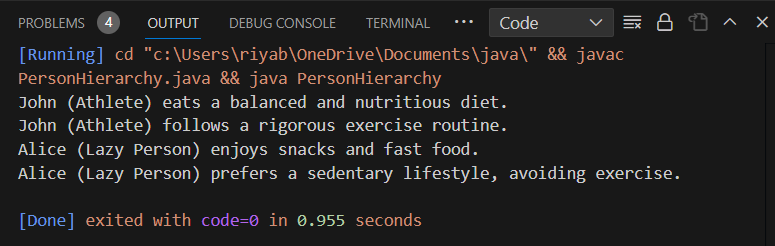 PROBLEMS 4 OUTPUT DEBUG CONSOLE TERMINAL ··· Code
[Running] cd "c:\Users\riyab\OneDrive\Documents\java\" && javac
PersonHierarchy.java && java PersonHierarchy
John (Athlete) eats a balanced and nutritious diet.
John (Athlete) follows a rigorous exercise routine.
Alice (Lazy Person) enjoys snacks and fast food.
Alice (Lazy Person) prefers a sedentary lifestyle, avoiding exercise.
[Done] exited with code=0 in 0.955 seconds